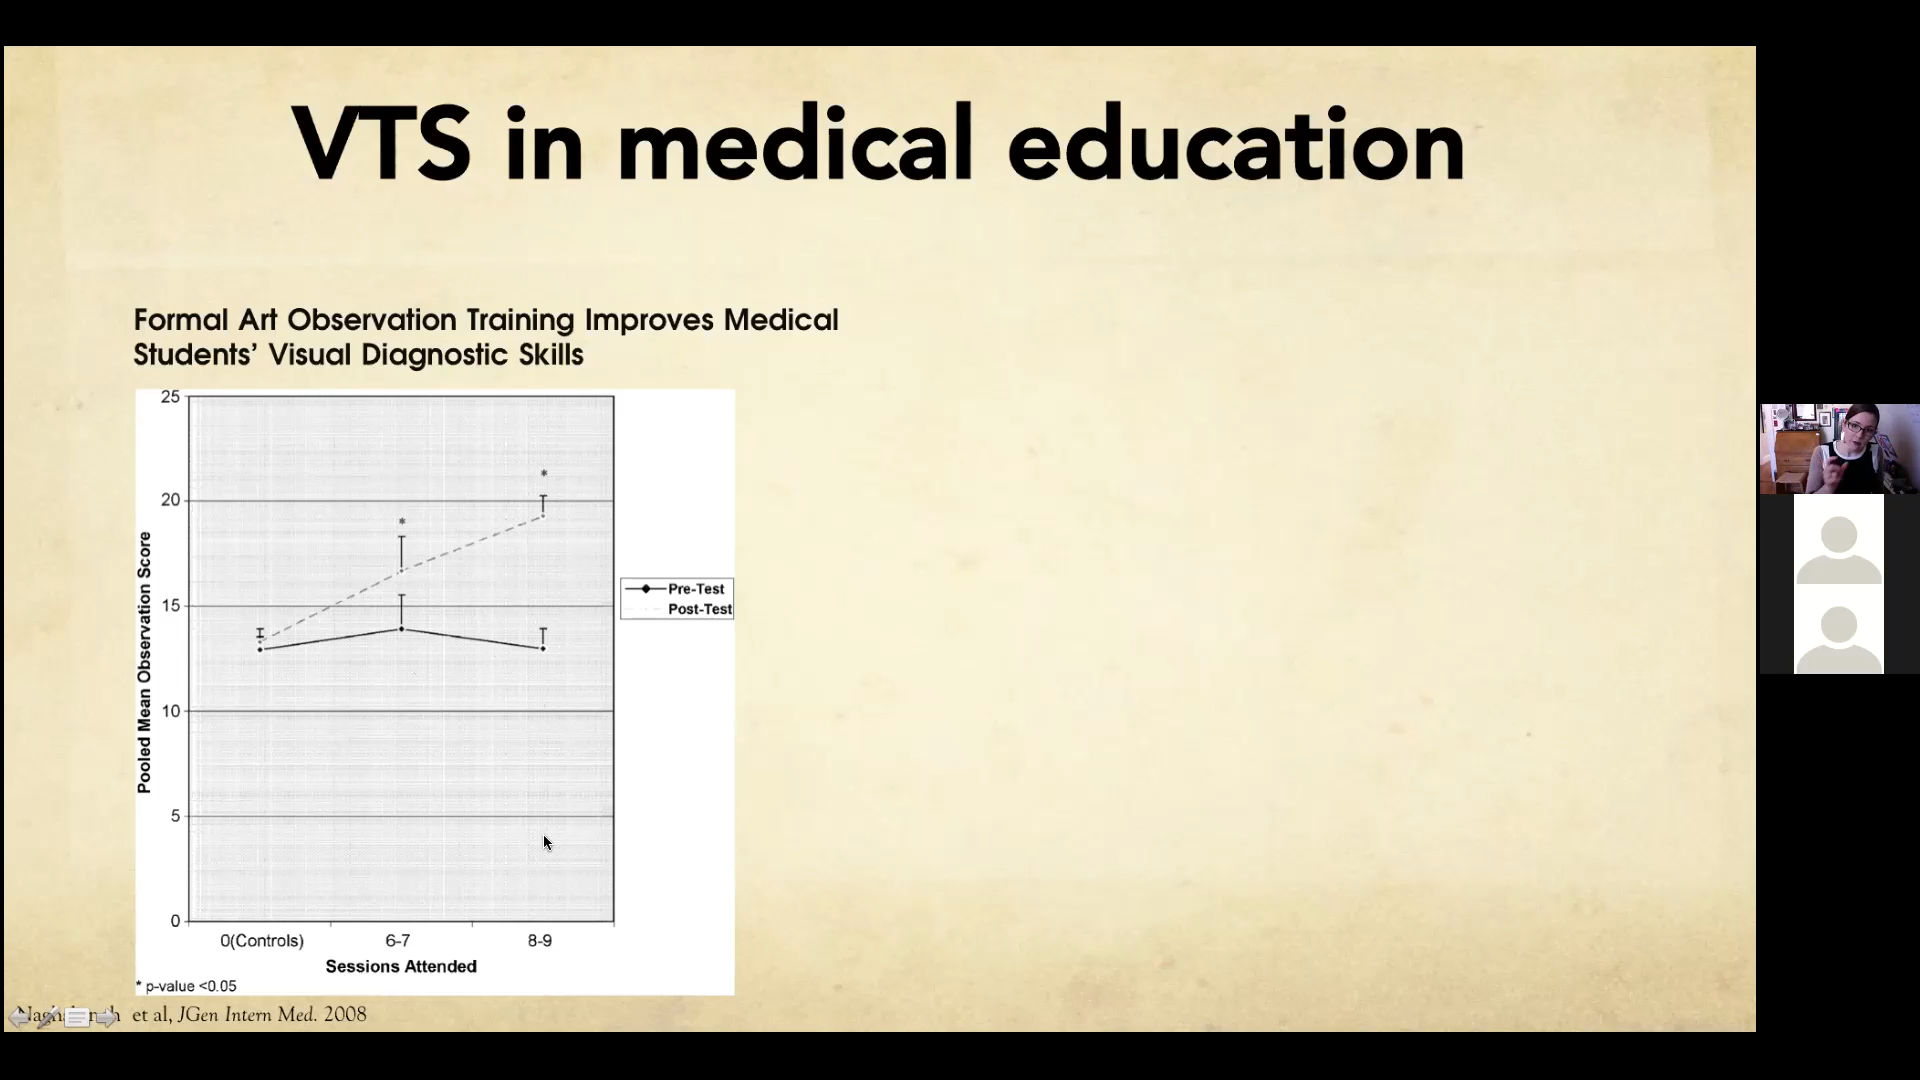 VTS in medical education
Formal Art Observation Training Improves Medical
Students' Visual Diagnostic Skills
25
20
15
10
5
0
Pooled Mean Observation Score
*
*
Pre-Test
Post-Test
0(Controls)
6-7
8-9
Sessions Attended
* p-value <0.05
et al, JGen Intern Med. 2008